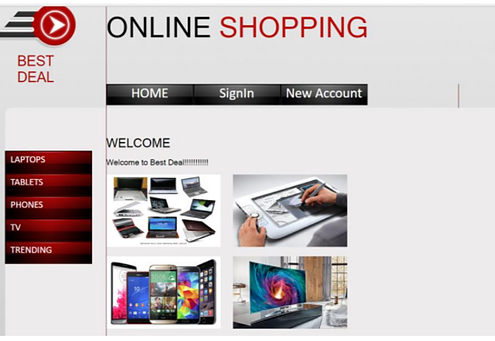 ONLINE SHOPPING
BEST
DEAL
HOME SignIn New Account
WELCOME
Welcome to Best Deal!!!!!!!!!!!
LAPTOPS
TABLETS
PHONES
TV
TRENDING